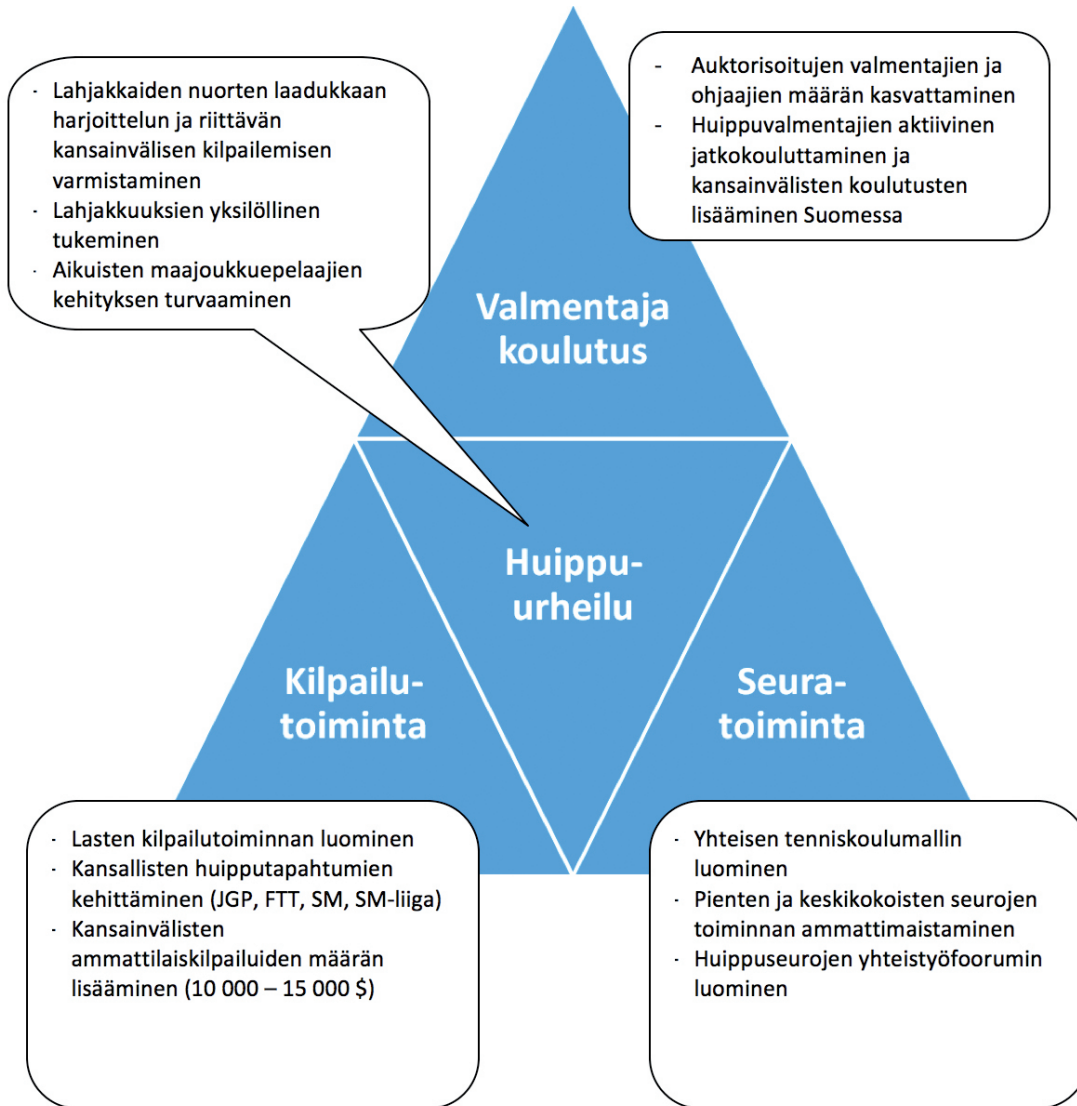 · Lahjakkaiden nuorten laadukkaan
harjoittelun ja riittävän
kansainvälisen kilpailemisen
varmistaminen
· Lahjakkuuksien yksilöllinen
tukeminen
· Aikuisten maajoukkuepelaajien
kehityksen turvaaminen
- Auktorisoitujen valmentajien ja
ohjaajien määrän kasvattaminen
- Huippuvalmentajien aktiivinen
jatkokouluttaminen ja
kansainvälisten koulutusten
lisääminen Suomessa
Valmentaja
koulutus
Huippu-
urheilu
Kilpailu-
toiminta
Seura-
toiminta
· Lasten kilpailutoiminnan luominen
· Kansallisten huipputapahtumien
kehittäminen (JGP, FTT, SM, SM-liiga)
· Kansainvälisten
ammattilaiskilpailuiden määrän
lisääminen (10 000 – 15 000 $)
· Yhteisen tenniskoulumallin
luominen
· Pienten ja keskikokoisten seurojen
toiminnan ammattimaistaminen
· Huippuseurojen yhteistyöfoorumin
luominen